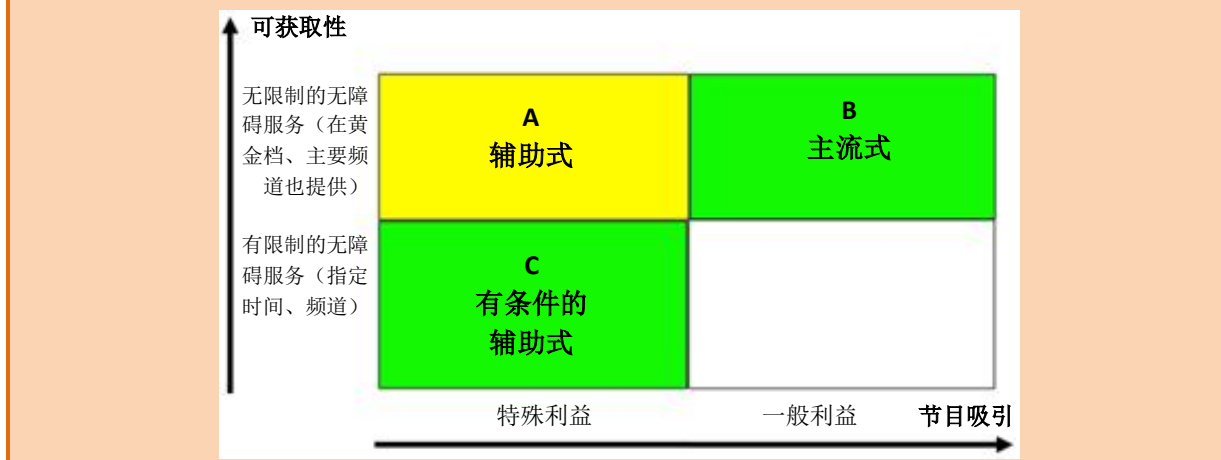 可获取性
无限制的无障
碍服务（在黄
金档、主要频
道也提供）
A
辅助式
B
主流式
有限制的无障
碍服务（指定
时间、频道）
C
有条件的
辅助式
特殊利益
一般利益
节目吸引